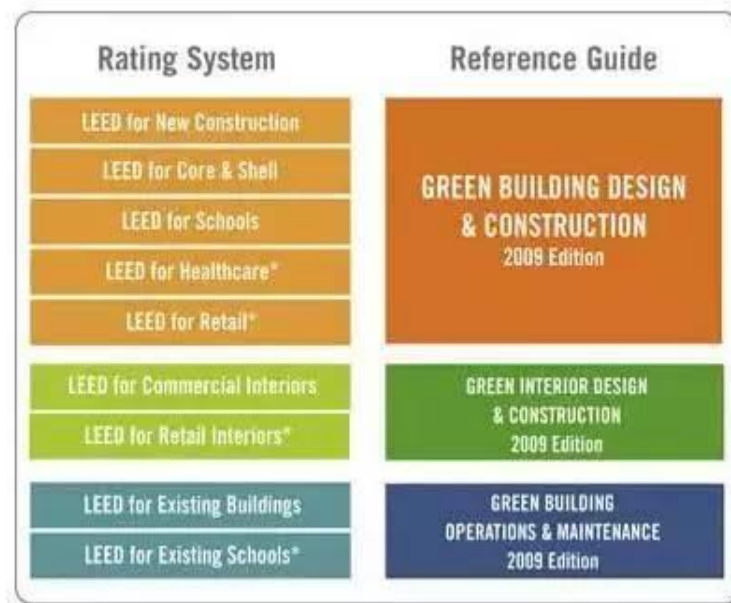 Rating System
Reference Guide
LEED for New Construction
LEED for Core & Shell
LEED for Schools
LEED for Healthcare*
LEED for Retail*
GREEN BUILDING DESIGN
& CONSTRUCTION
2009 Edition
LEED for Commercial Interiors
LEED for Retail Interiors*
GREEN INTERIOR DESIGN
& CONSTRUCTION
2009 Edition
LEED for Existing Buildings
LEED for Existing Schools*
GREEN BUILDING
OPERATIONS & MAINTENANCE
2009 Edition